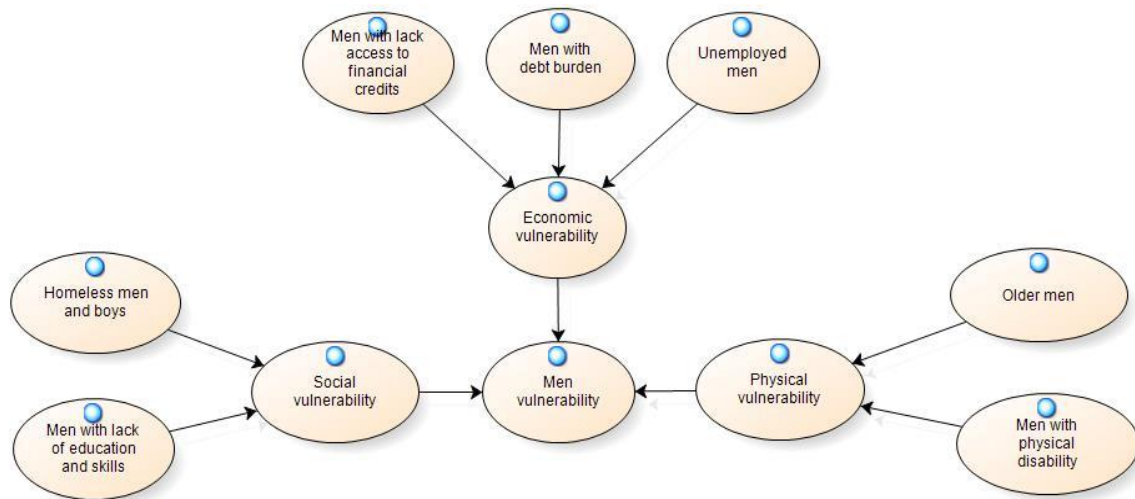 Men with lack
access to
financial
credits
Men with
debt burden
Unemployed
men
Economic
vulnerability
Homeless men
and boys
Older men
Social
vulnerability
Men
vulnerability
Physical
vulnerability
Men with lack
of education
and skills
Men with
physical
disability